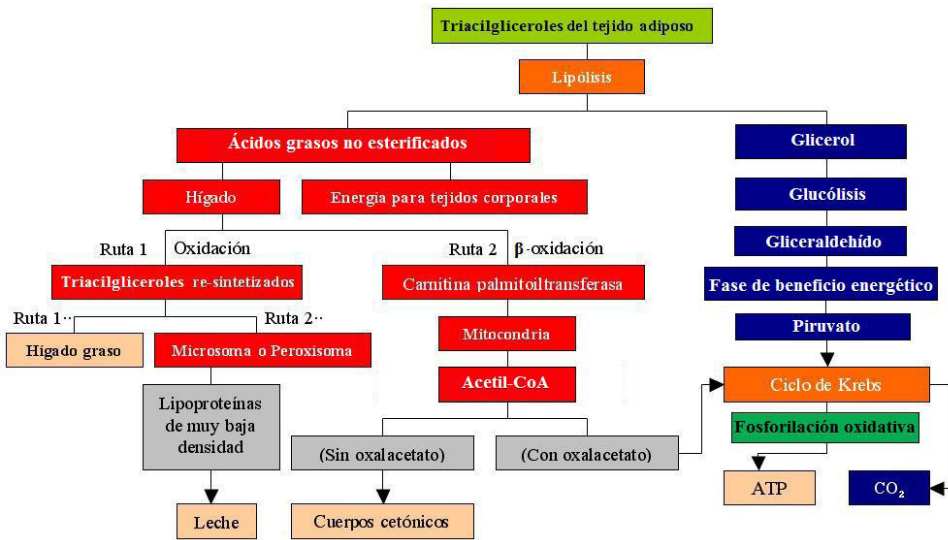 Triacilgliceroles del tejido adiposo
Lipólisis
Ácidos grasos no esterificados
Glicerol
Hígado
Energía para tejidos corporales
Glucólisis
Ruta 1
Oxidación
Ruta 2
β-oxidación
Gliceraldehído
Triacilgliceroles re-sintetizados
Carnitina palmitoiltransferasa
Fase de beneficio energético
Ruta 1··
Ruta 2··
Hígado graso
Microsoma o Peroxisoma
Mitocondria
Piruvato
Acetil-CoA
Ciclo de Krebs
Lipoproteínas
de muy baja
densidad
(Sin oxalacetato)
(Con oxalacetato)
Fosforilación oxidativa
ATP
CO₂
Leche
Cuerpos cetónicos